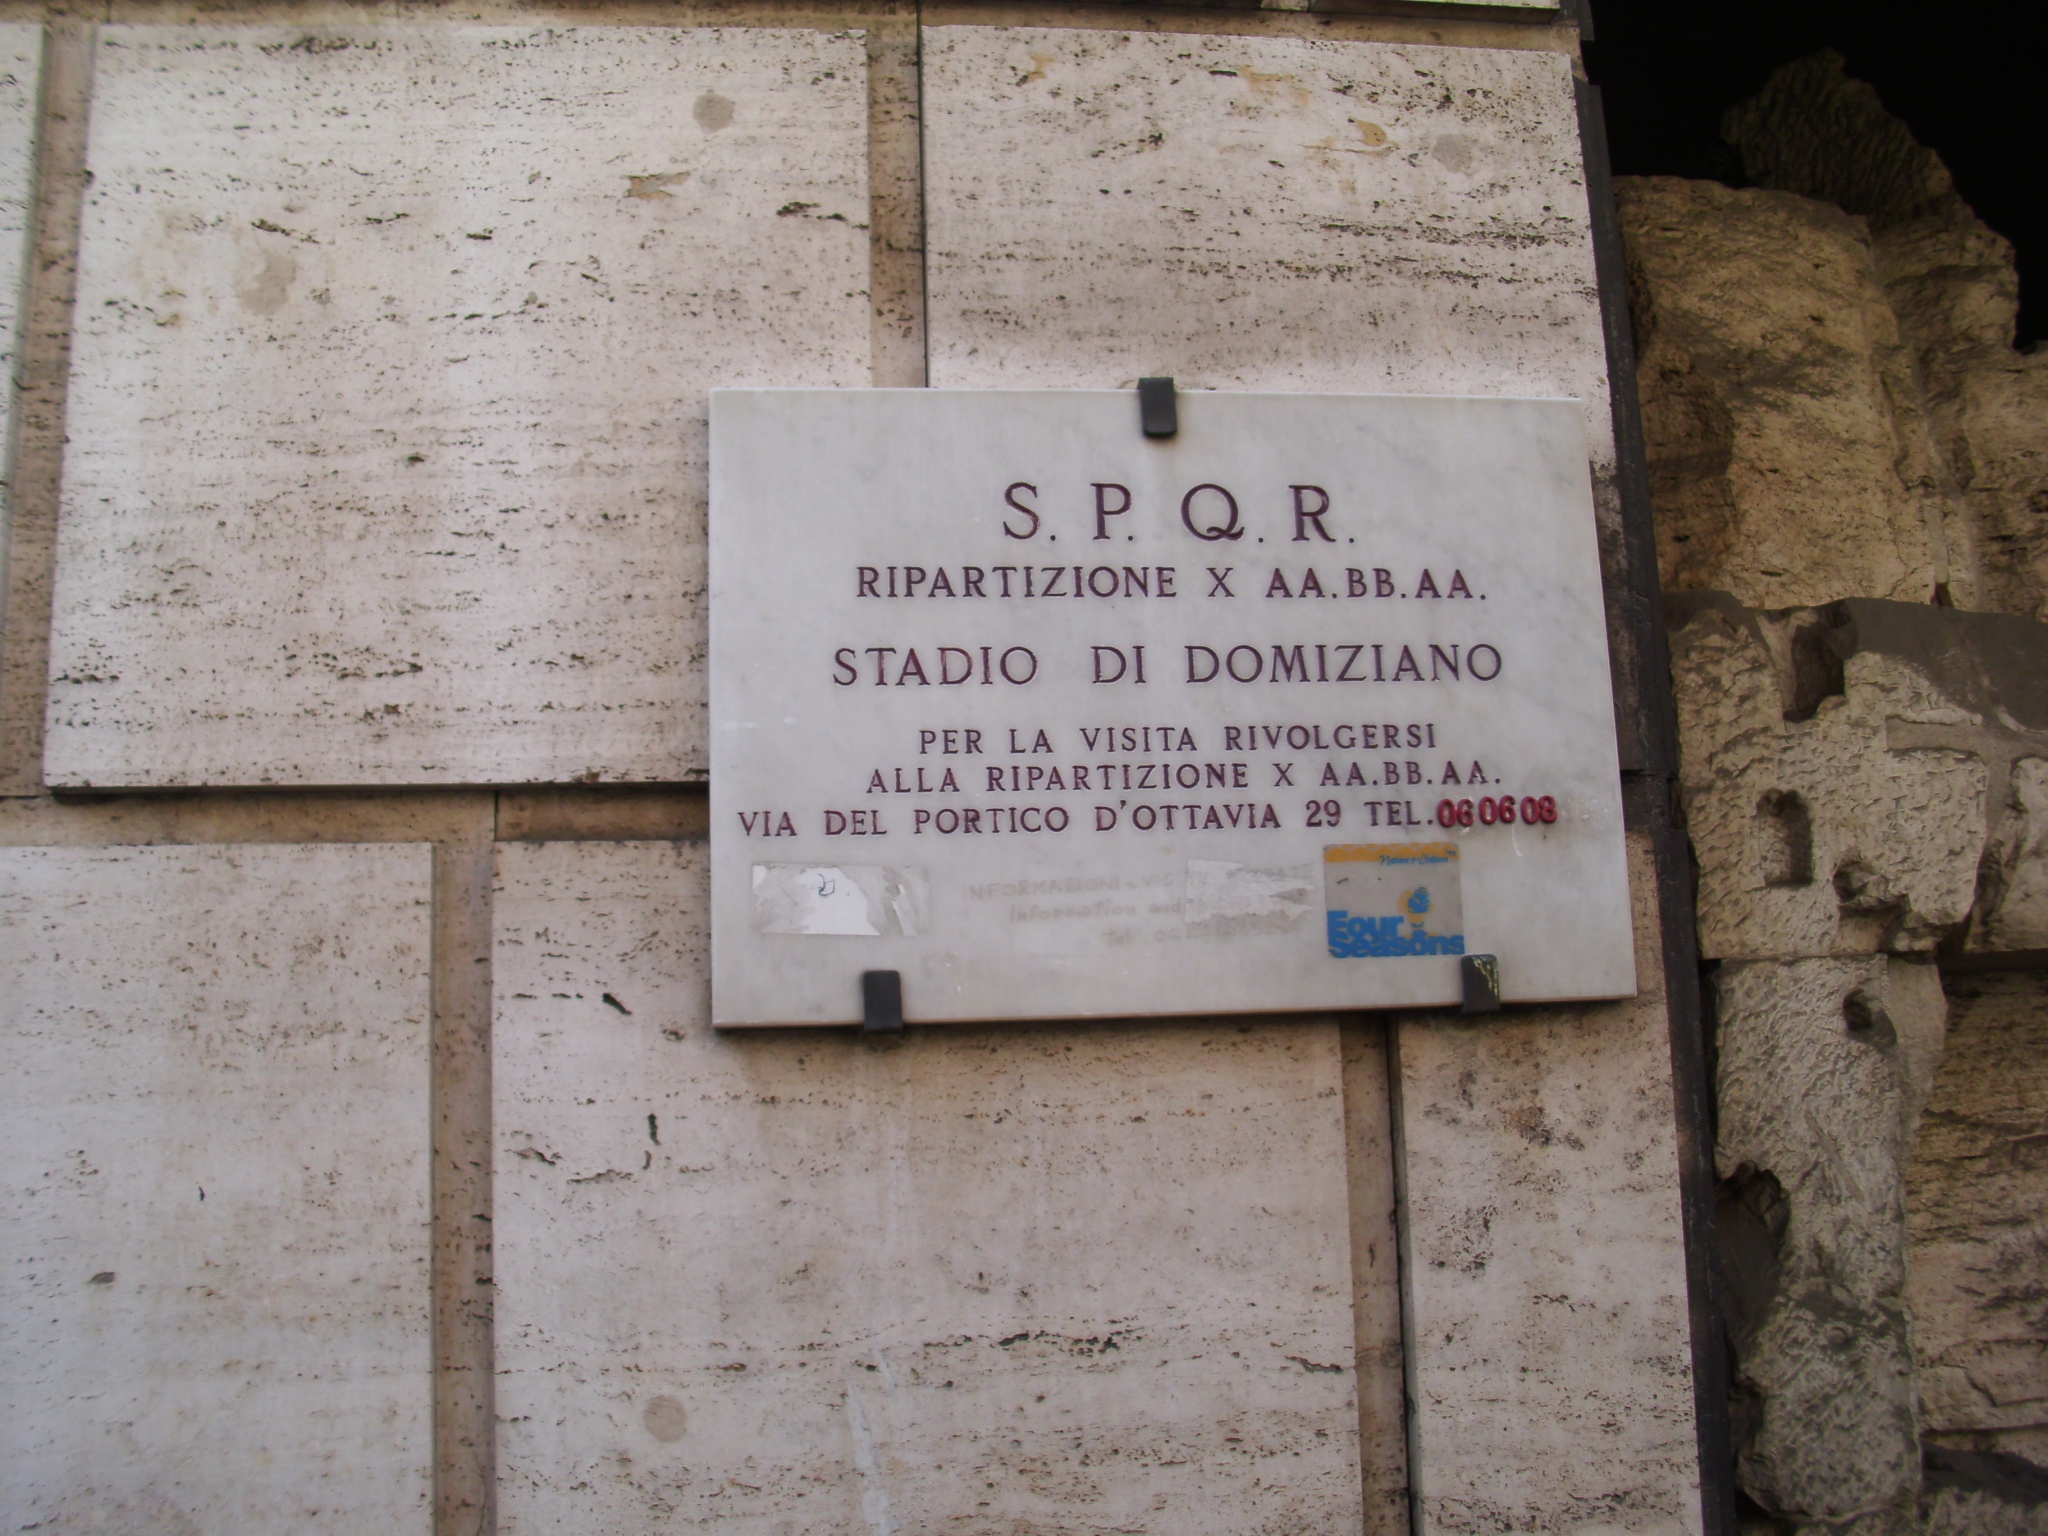 S. P. Q. R.
RIPARTIZIONE X AA.BB.AA.
STADIO DI DOMIZIANO
PER LA VISITA RIVOLGERSI
ALLA RIPARTIZIONE X AA.BB.AA.
VIA DEL PORTICO D'OTTAVIA 29 TEL.060608
Four
Seasons